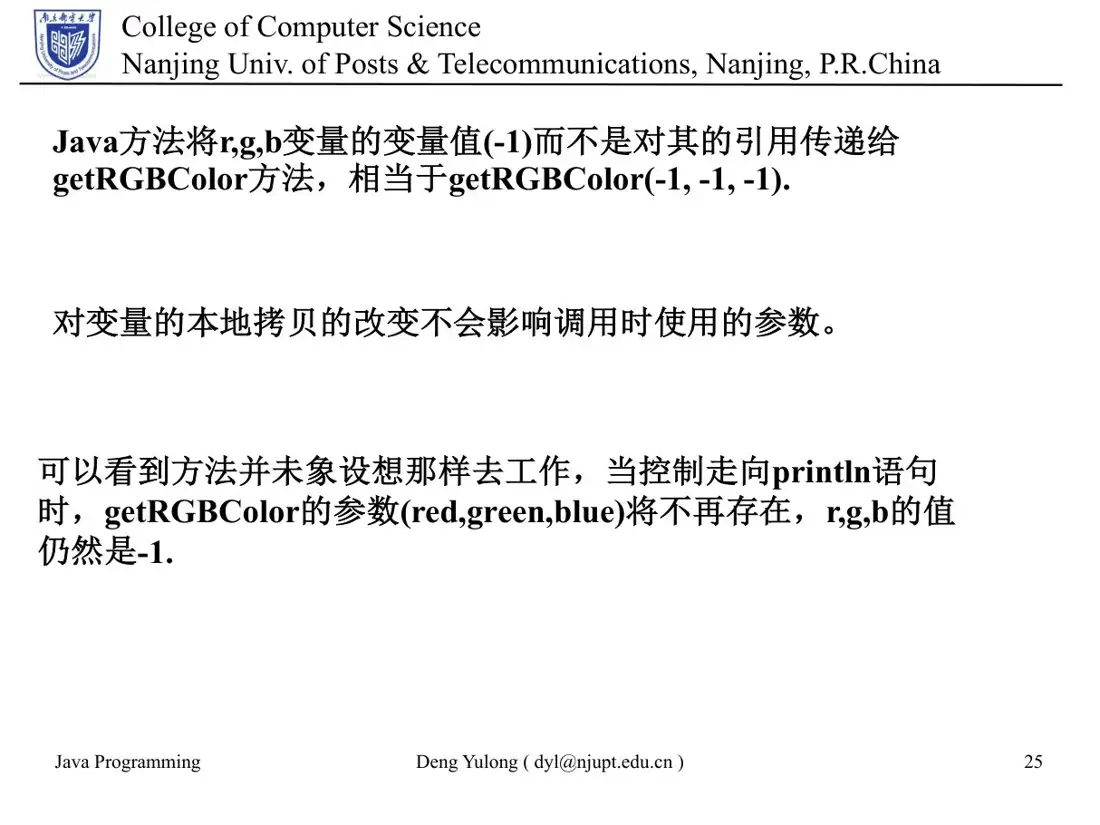 College of Computer Science
Nanjing Univ. of Posts & Telecommunications, Nanjing, P.R.China
Java方法将r,g,b变量的变量值(-1)而不是对其的引用传递给
getRGBColor方法，相当于getRGBColor(-1, -1, -1).
对变量的本地拷贝的改变不会影响调用时使用的参数。
可以看到方法并未象设想那样去工作，当控制走向println语句
时，getRGBColor的参数(red,green,blue)将不再存在，r,g,b的值
仍然是-1.
Java Programming
Deng Yulong ( dyl@njupt.edu.cn )
25